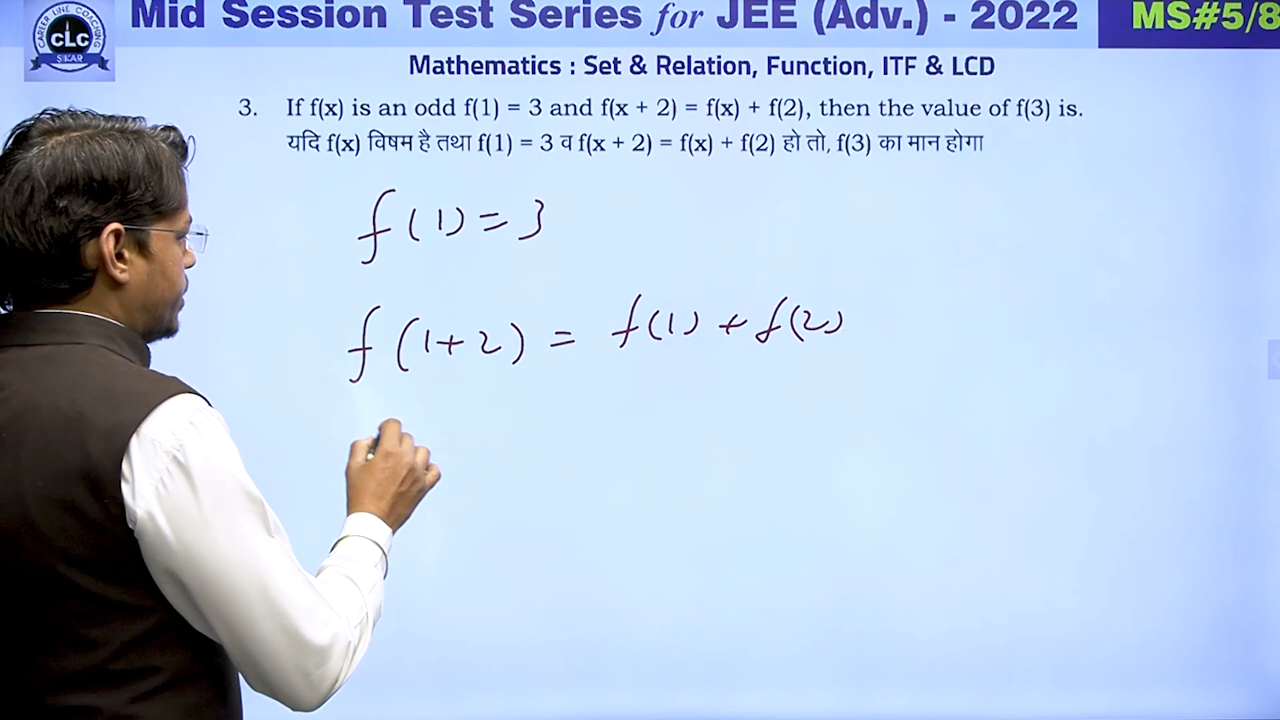 CAREER LINE COACHING
CLC
SIKAR
Mid Session Test Series for JEE (Adv.) - 2022
MS#5/8
Mathematics : Set & Relation, Function, ITF & LCD
3. If f(x) is an odd f(1) = 3 and f(x + 2) = f(x) + f(2), then the value of f(3) is.
यदि f(x) विषम है तथा f(1) = 3 व f(x + 2) = f(x) + f(2) हो तो, f(3) का मान होगा
f(1) = 3
f(1+2) = f(1) + f(2)